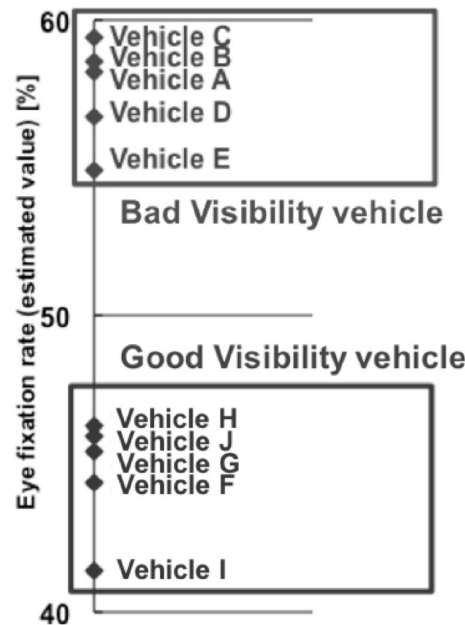 Eye fixation rate (estimated value) [%]
60
Vehicle C
Vehicle B
Vehicle A
Vehicle D
Vehicle E
Bad Visibility vehicle
50
Good Visibility vehicle
Vehicle H
Vehicle J
Vehicle G
Vehicle F
Vehicle I
40